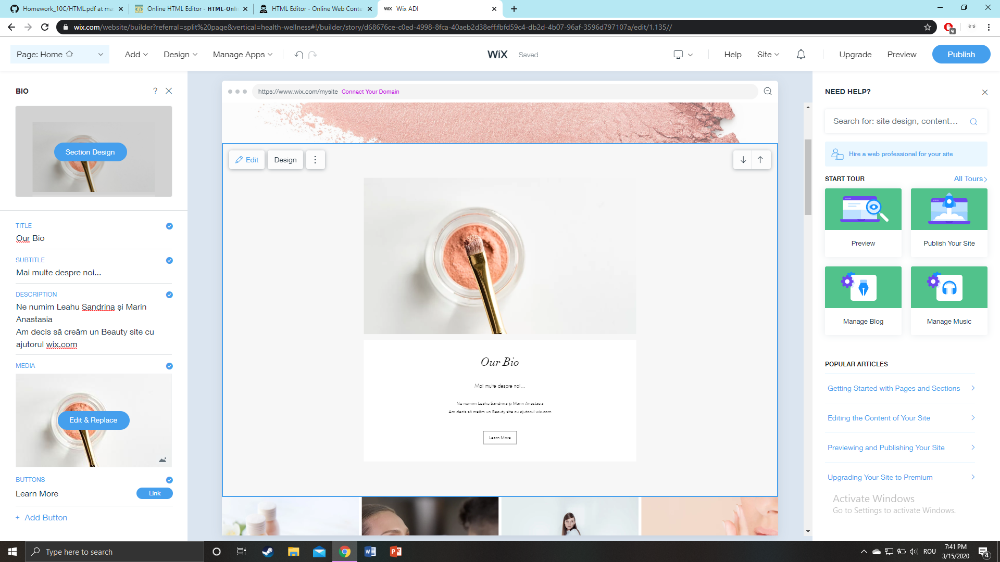 Homework_10C/HTML.pdf at ma
Online HTML Editor - HTML-Onli
HTML Editor - Online Web Conte
WiX Wix ADI
wix.com/website/builder?referral=split%20page&vertical=health-wellness#!/builder/story/d68676ce-c0ed-4998-8fca-40aeb2d38eff:fbfd59c4-db2d-4b07-96af-3596d797107a/edit/1.135//
9
Page: Home
Add
Design
Manage Apps
WiX
Saved
Help
Site
Upgrade
Preview
Publish
BIO
?
Section Design
TITLE
Our Bio
SUBTITLE
Mai multe despre noi...
DESCRIPTION
Ne numim Leahu Sandrina și Marin
Anastasia
Am decis să creăm un Beauty site cu
ajutorul wix.com
MEDIA
Edit & Replace
BUTTONS
Learn More
Link
+ Add Button
https://www.wix.com/mysite Connect Your Domain
Edit
Design
Our Bio
Mai multe despre noi...
Ne numim Leahu Sandrina și Marin Anastasia
Am decis să creăm un Beauty site cu ajutorul wix.com
Learn More
NEED HELP?
Search for: site design, content...
Hire a web professional for your site
START TOUR
All Tours
Preview
Publish Your Site
Manage Blog
Manage Music
POPULAR ARTICLES
Getting Started with Pages and Sections
Editing the Content of Your Site
Previewing and Publishing Your Site
Upgrading Your Site to Premium
Activate Windows
Go to Settings to activate Windows.
Type here to search
ROU
7:41 PM
3/15/2020
4